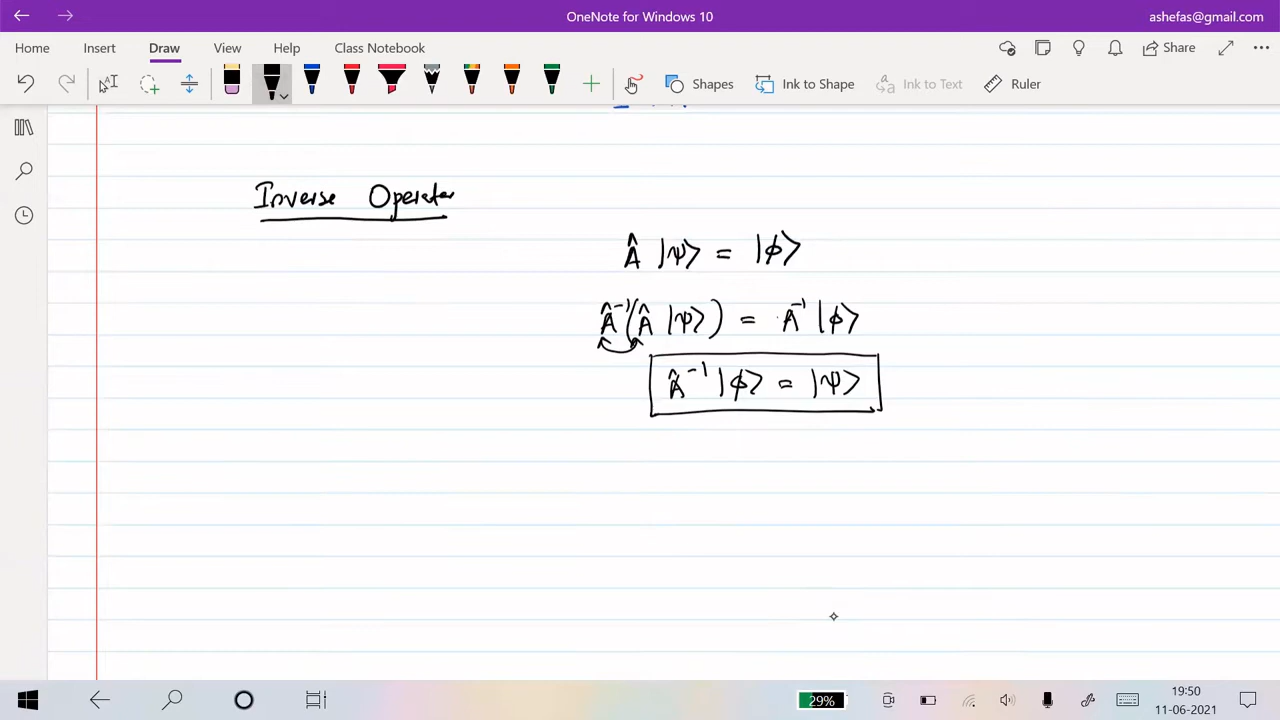 OneNote for Windows 10
ashefas@gmail.com
Home Insert Draw View Help Class Notebook
Share
Shapes Ink to Shape Ink to Text Ruler
Inverse Operator
Â |ψ⟩ = |ϕ⟩
Â⁻¹(Â |ψ⟩) = A⁻¹ |ϕ⟩
Â⁻¹ |ϕ⟩ = |ψ⟩
29%
19:50
11-06-2021